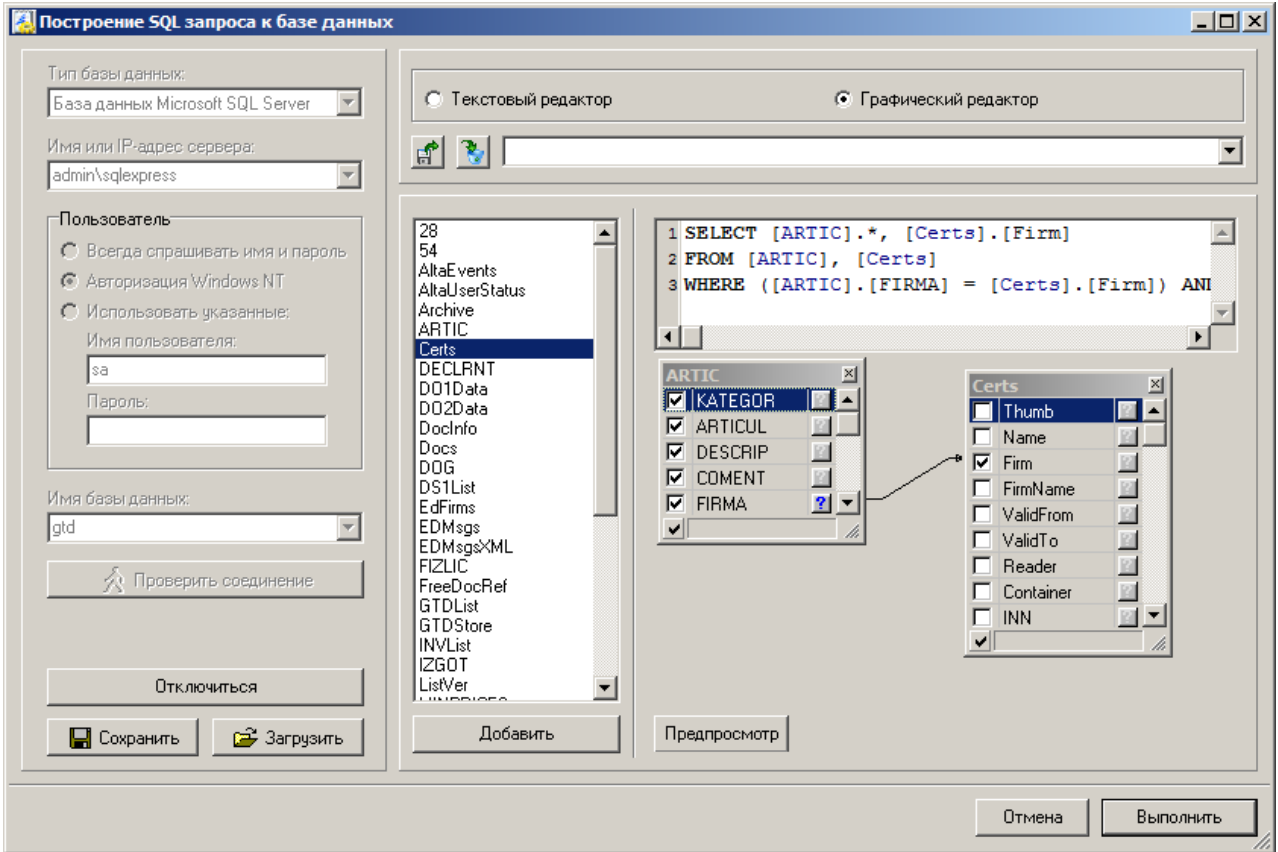 Построение SQL запроса к базе данных
Тип базы данных:
База данных Microsoft SQL Server
Имя или IP-адрес сервера:
admin\sqlexpress
Пользователь
Всегда спрашивать имя и пароль
Авторизация Windows NT
Использовать указанные:
Имя пользователя:
sa
Пароль:
Имя базы данных:
gtd
Проверить соединение
Отключиться
Сохранить
Загрузить
Текстовый редактор
Графический редактор
28
54
AltaEvents
AltaUserStatus
Archive
ARTIC
Certs
DECLRNT
DO1Data
DO2Data
DocInfo
Docs
DOG
DS1List
EdFirms
EDMsgs
EDMsgsXML
FIZLIC
FreeDocRef
GTDList
GTDStore
INVList
IZGOT
ListVer
Добавить
1 SELECT [ARTIC].*, [Certs].[Firm]
2 FROM [ARTIC], [Certs]
3 WHERE ([ARTIC].[FIRMA] = [Certs].[Firm]) AND
ARTIC
KATEGOR ?
ARTICUL ?
DESCRIP ?
COMENT ?
FIRMA ?
Certs
Thumb ?
Name ?
Firm ?
FirmName ?
ValidFrom ?
ValidTo ?
Reader ?
Container ?
INN ?
Предпросмотр
Отмена
Выполнить